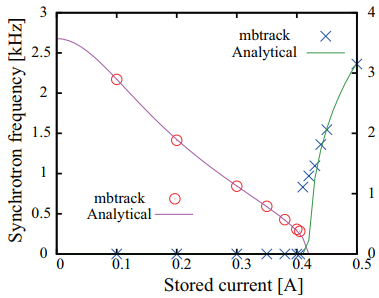 3 4
mbtrack
Analytical
2.5
3
2
1.5 2
1
1
mbtrack
Analytical
0.5
0 0
0 0.1 0.2 0.3 0.4 0.5
Synchrotron frequency [kHz]
Stored current [A]